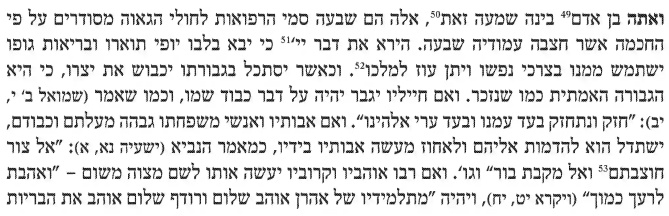 ואתה בן אדם49 בינה שמעה זאת50, אלה הם שבעה סמי הרפואות לחולי הגאוה מסודרים על פי
החכמה אשר חצבה עמודיה שבעה. הירא את דבר יי׳51 כי יבא בלבו יופי תוארו ובריאות גופו
ישתמש ממנו בצרכי נפשו ויתן עוז למלכו52. וכאשר יסתכל בגבורתו יכבוש את יצרו, כי היא
הגבורה האמתית כמו שנזכר. ואם חייליו יגבר יהיה על דבר כבוד שמו, וכמו שאמר (שמואל ב׳ י,
יב): ״חזק ונתחזק בעד עמנו ובעד ערי אלהינו״. ואם אבותיו ואנשי משפחתו גבהה מעלתם וכבודם,
ישתדל הוא להדמות אליהם ולאחוז מעשה אבותיו בידיו, כמאמר הנביא (ישעיה נא, א): ״אל צור
חוצבתם53 ואל מקבת בור״ וגו׳. ואם רבו אוהביו וקרוביו יעשה אותו לשם מצוה משום – ״ואהבת
לרעך כמוך״ (ויקרא יט, יח), ויהיה ״מתלמידיו של אהרן אוהב שלום ורודף שלום אוהב את הבריות